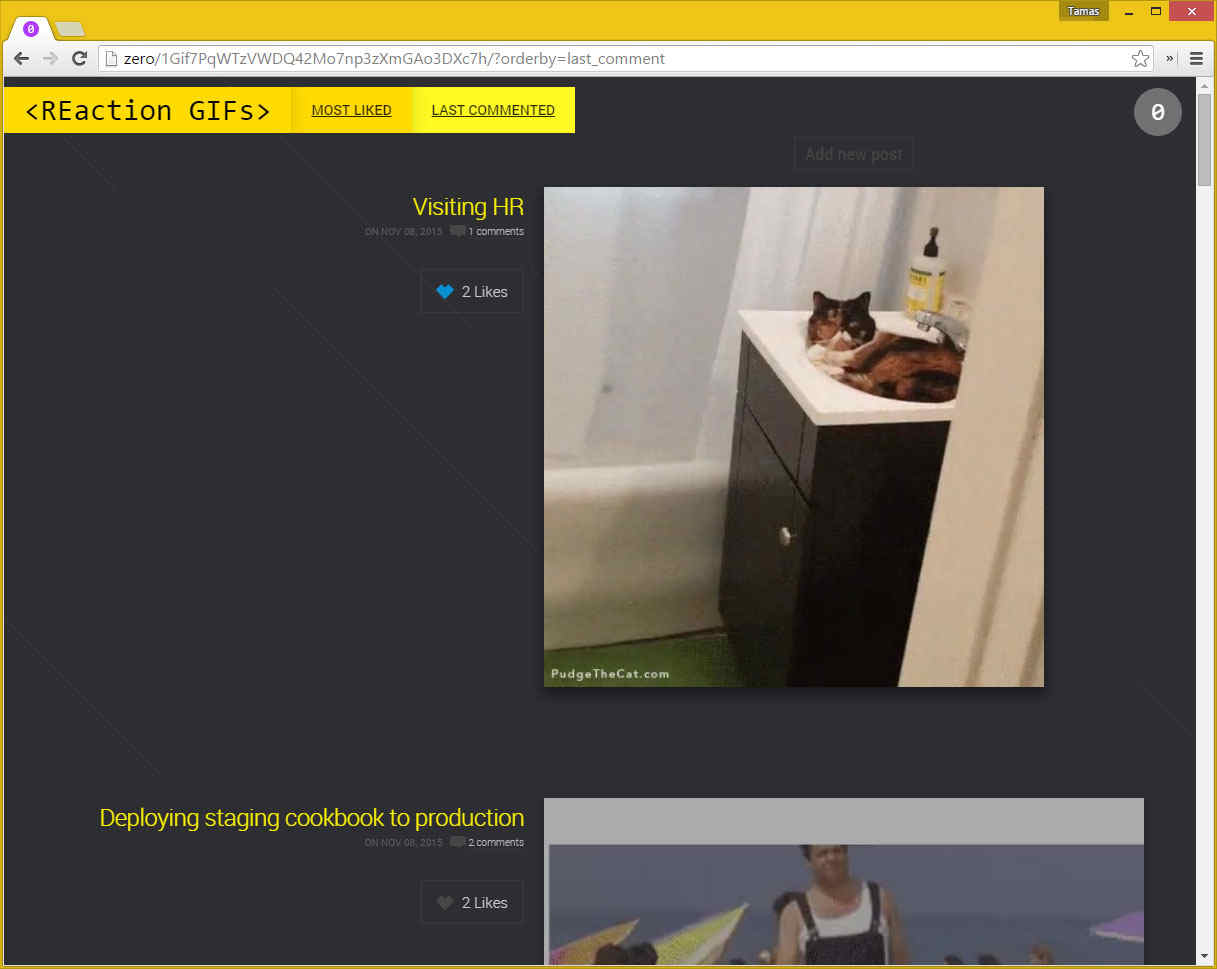 0
Tamas
zero/1Gif7PqWTzVWDQ42Mo7np3zXmGAo3DXc7h/?orderby=last_comment
»
<REaction GIFs>
MOST LIKED
LAST COMMENTED
0
Add new post
Visiting HR
ON NOV 08, 2015 1 comments
2 Likes
PudgeTheCat.com
Deploying staging cookbook to production
ON NOV 08, 2015 2 comments
2 Likes